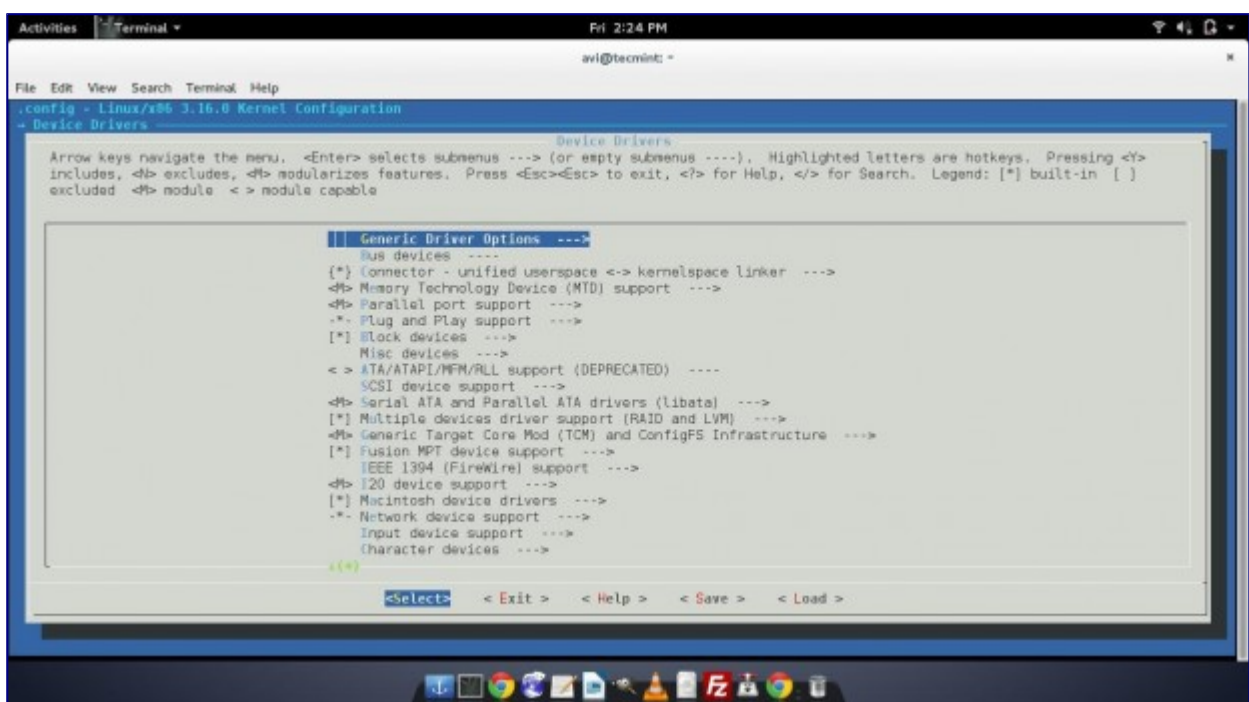 Activities Terminal Fri 2:24 PM
avi@tecmint: ~
File Edit View Search Terminal Help
.config - Linux/x86 3.16.0 Kernel Configuration
→ Device Drivers
Device Drivers
Arrow keys navigate the menu. <Enter> selects submenus ---> (or empty submenus ----). Highlighted letters are hotkeys. Pressing <Y>
includes, <N> excludes, <M> modularizes features. Press <Esc><Esc> to exit, <?> for Help, </> for Search. Legend: [*] built-in [ ]
excluded <M> module < > module capable
Generic Driver Options --->
Bus devices ----
{*} Connector - unified userspace <-> kernelspace linker --->
<M> Memory Technology Device (MTD) support --->
<M> Parallel port support --->
-*- Plug and Play support --->
[*] Block devices --->
Misc devices --->
< > ATA/ATAPI/MFM/RLL support (DEPRECATED) ----
SCSI device support --->
<M> Serial ATA and Parallel ATA drivers (libata) --->
[*] Multiple devices driver support (RAID and LVM) --->
<M> Generic Target Core Mod (TCM) and ConfigFS Infrastructure --->
[*] Fusion MPT device support --->
IEEE 1394 (FireWire) support --->
<M> I2O device support --->
[*] Macintosh device drivers --->
-*- Network device support --->
Input device support --->
Character devices --->
↓(+)
<Select> < Exit > < Help > < Save > < Load >
Fz